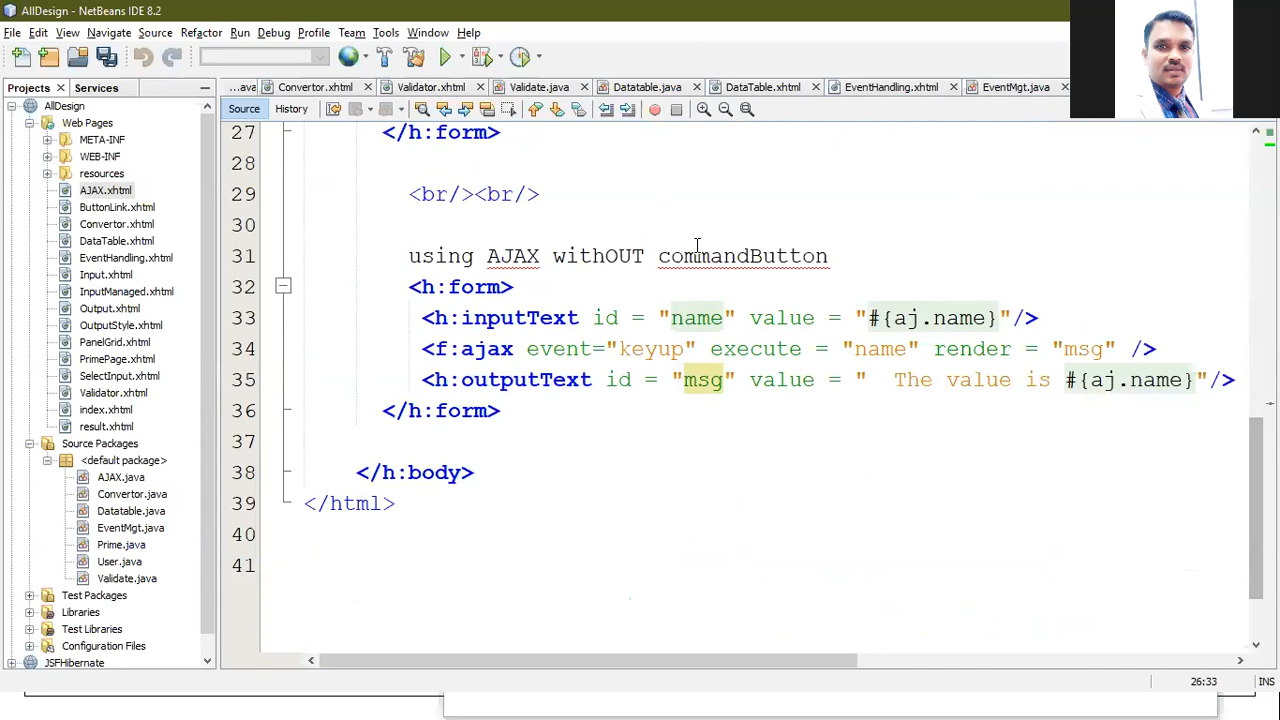 AllDesign - NetBeans IDE 8.2
File Edit View Navigate Source Refactor Run Debug Profile Team Tools Window Help
Projects Services
...ava Convertor.xhtml Validator.xhtml Validate.java Datatable.java DataTable.xhtml EventHandling.xhtml EventMgt.java
Source History
AllDesign
Web Pages
META-INF
WEB-INF
resources
AJAX.xhtml
ButtonLink.xhtml
Convertor.xhtml
DataTable.xhtml
EventHandling.xhtml
Input.xhtml
InputManaged.xhtml
Output.xhtml
OutputStyle.xhtml
PanelGrid.xhtml
PrimePage.xhtml
SelectInput.xhtml
Validator.xhtml
index.xhtml
result.xhtml
Source Packages
<default package>
AJAX.java
Convertor.java
Datatable.java
EventMgt.java
Prime.java
User.java
Validate.java
Test Packages
Libraries
Test Libraries
Configuration Files
JSFHibernate
27 </h:form>
28
29 <br/><br/>
30
31 using AJAX withOUT commandButton
32 <h:form>
33 <h:inputText id = "name" value = "#{aj.name}"/>
34 <f:ajax event="keyup" execute = "name" render = "msg" />
35 <h:outputText id = "msg" value = "  The value is #{aj.name}"/>
36 </h:form>
37
38 </h:body>
39 </html>
40
41
26:33 INS